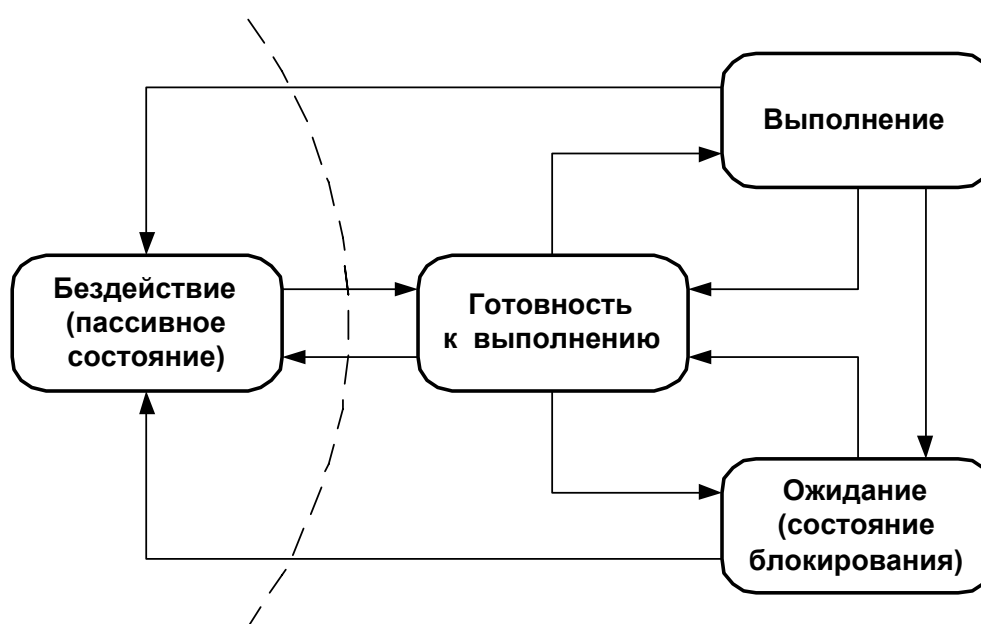 Выполнение
Бездействие
(пассивное
состояние)
Готовность
к выполнению
Ожидание
(состояние
блокирования)